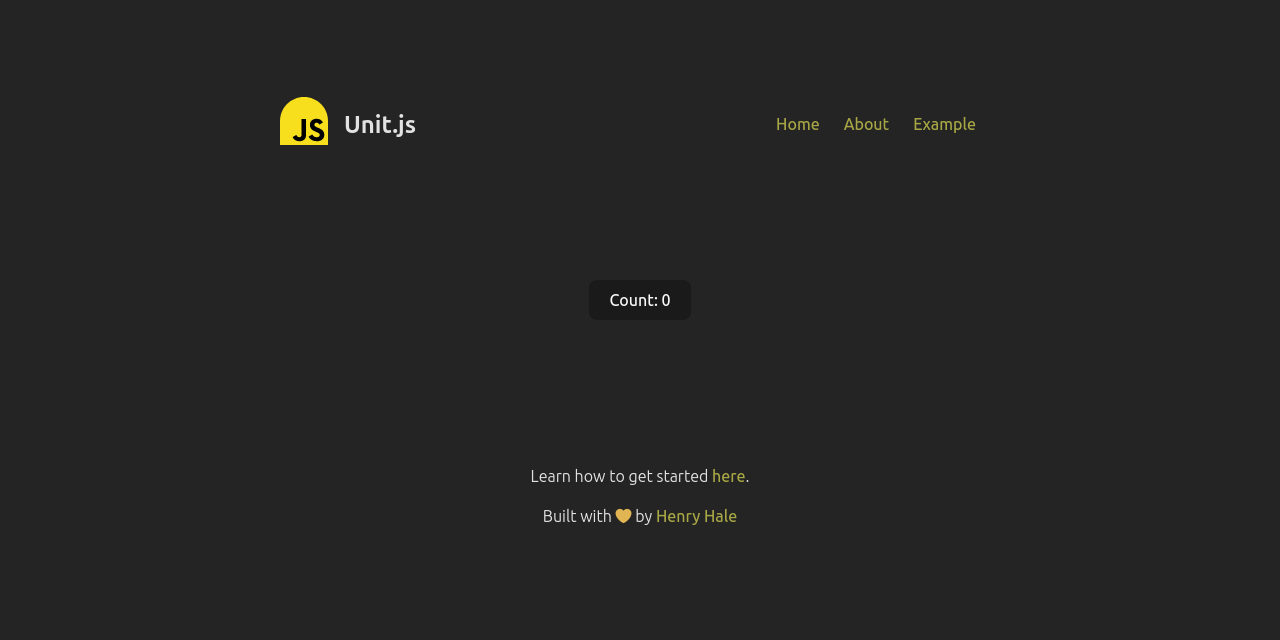 JS Unit.js Home About Example
Count: 0
Learn how to get started here.
Built with 💛 by Henry Hale